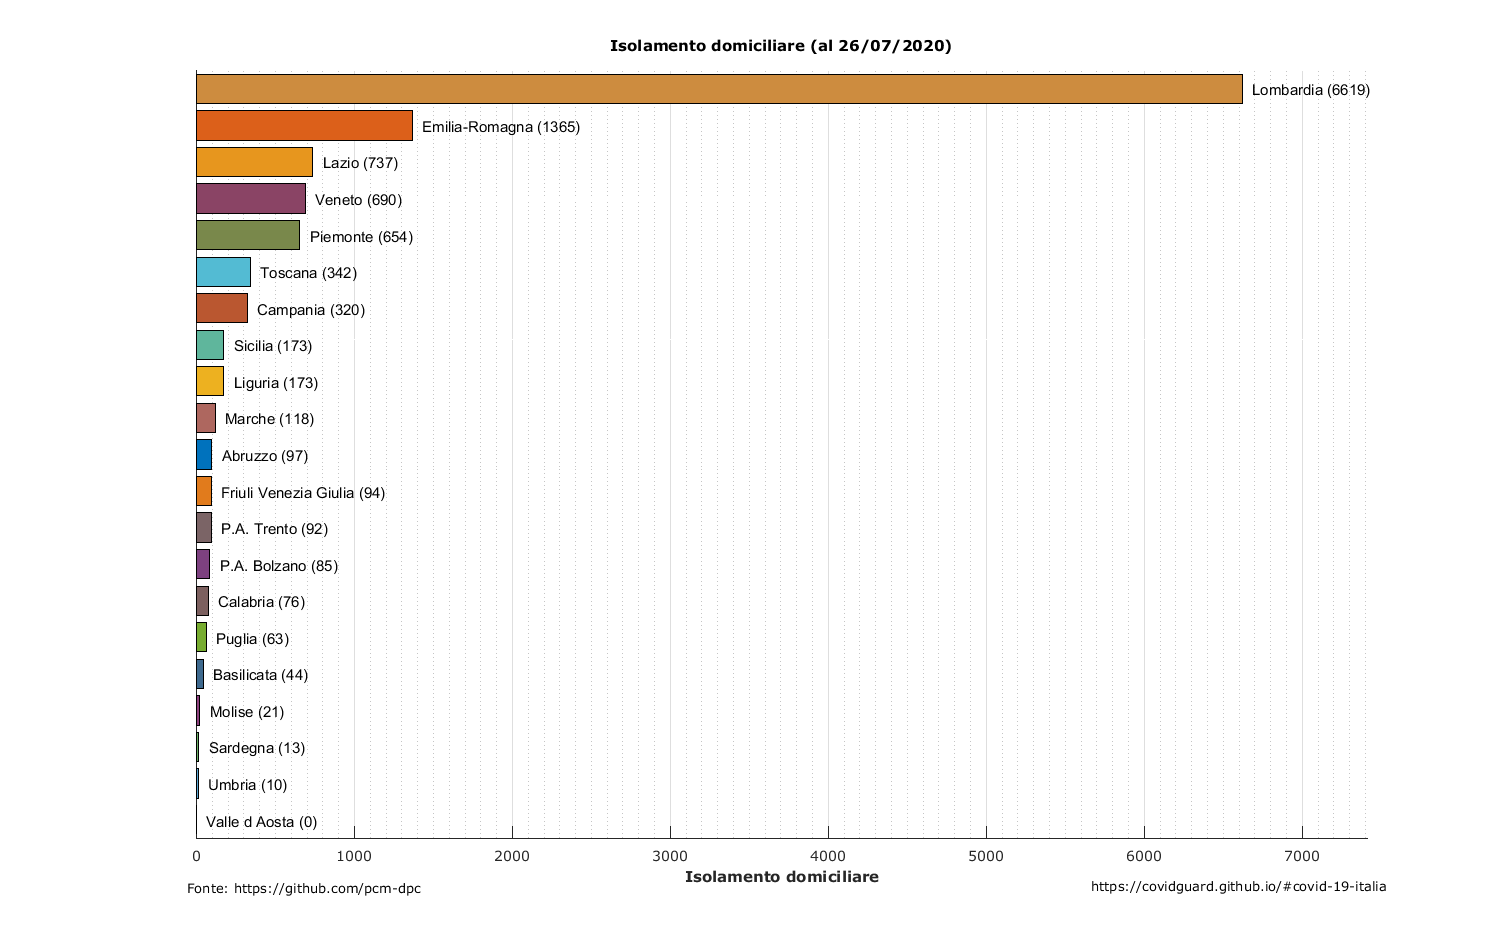 Isolamento domiciliare (al 26/07/2020)
Lombardia (6619)
Emilia-Romagna (1365)
Lazio (737)
Veneto (690)
Piemonte (654)
Toscana (342)
Campania (320)
Sicilia (173)
Liguria (173)
Marche (118)
Abruzzo (97)
Friuli Venezia Giulia (94)
P.A. Trento (92)
P.A. Bolzano (85)
Calabria (76)
Puglia (63)
Basilicata (44)
Molise (21)
Sardegna (13)
Umbria (10)
Valle d Aosta (0)
0 1000 2000 3000 4000 5000 6000 7000
Isolamento domiciliare
Fonte: https://github.com/pcm-dpc
https://covidguard.github.io/#covid-19-italia